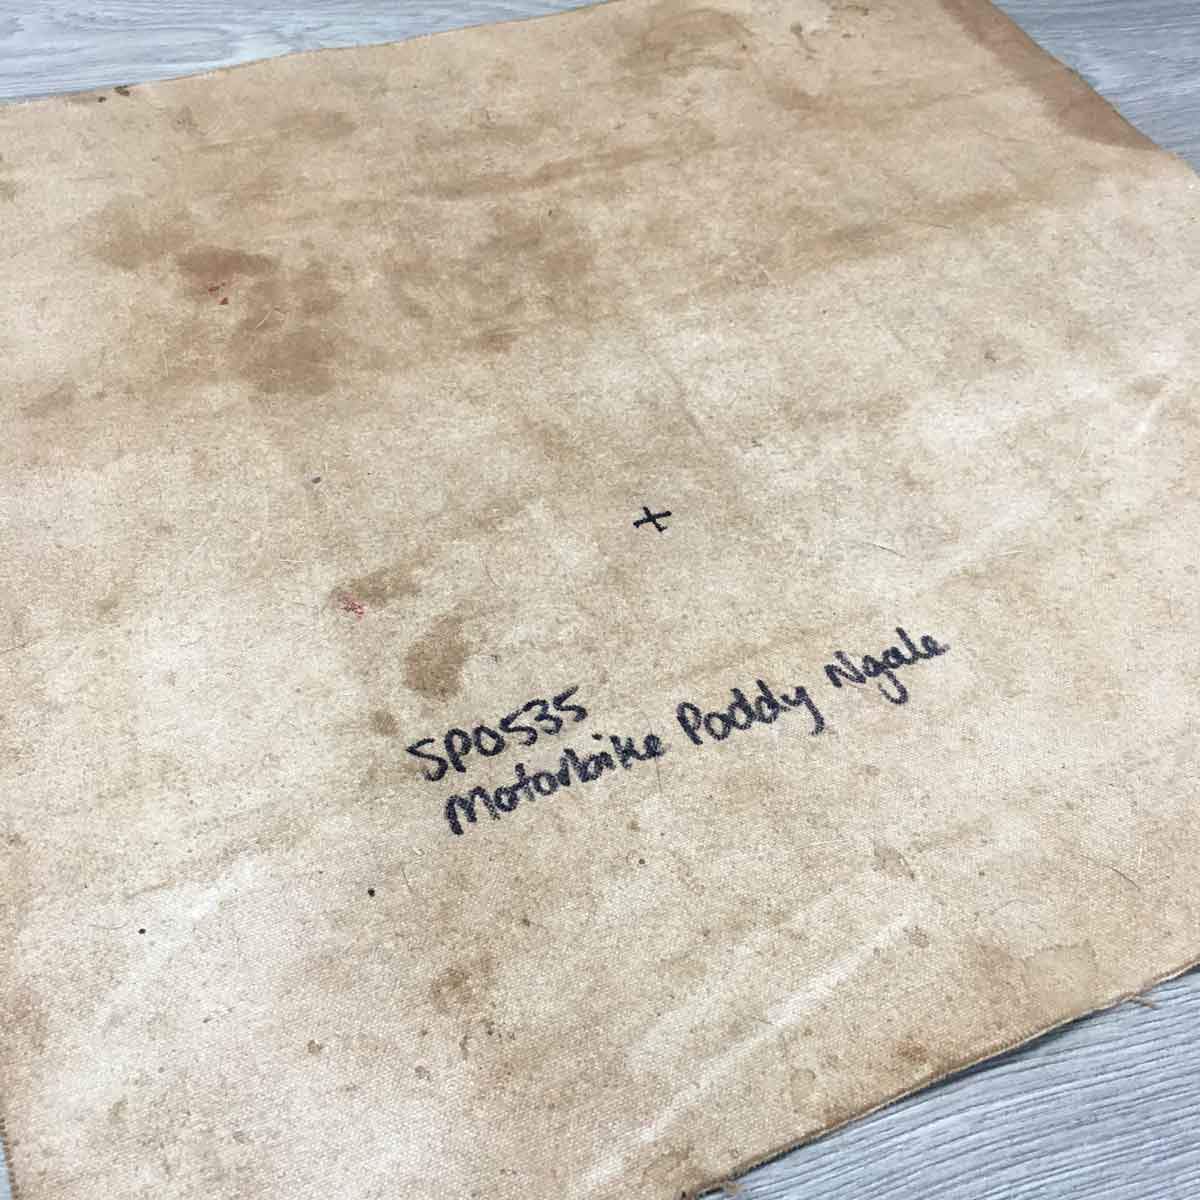 +
SP0535
Motorbike Paddy Ngale